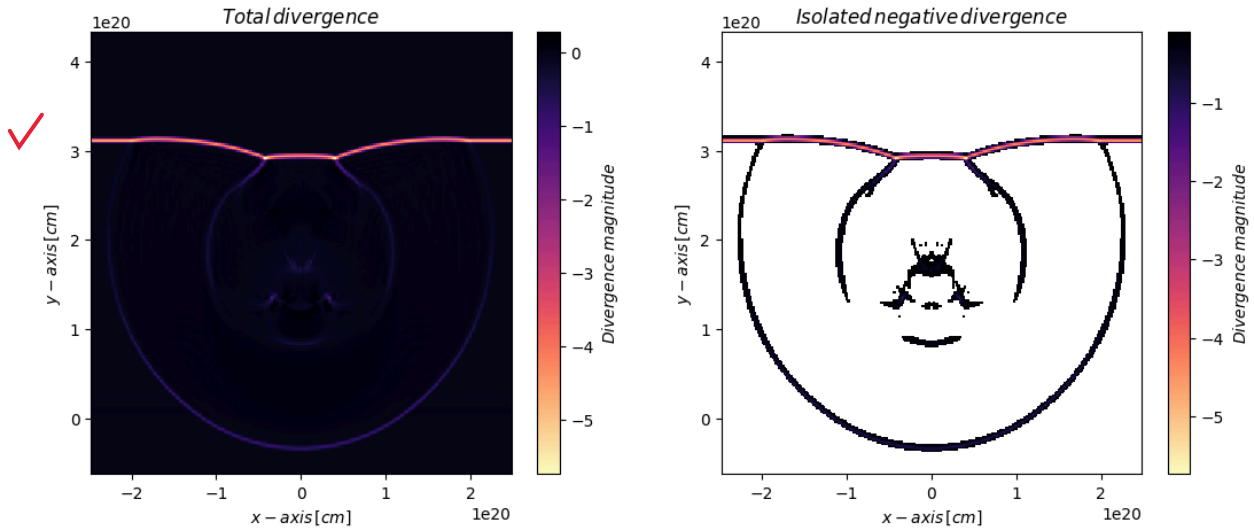 Total divergence
Isolated negative divergence
1e20
1e20
4
3
2
1
0
y − axis [cm]
−2
−1
0
1
2
1e20
x − axis [cm]
0
−1
−2
−3
−4
−5
Divergence magnitude
4
3
2
1
0
y − axis [cm]
−2
−1
0
1
2
1e20
x − axis [cm]
−1
−2
−3
−4
−5
Divergence magnitude